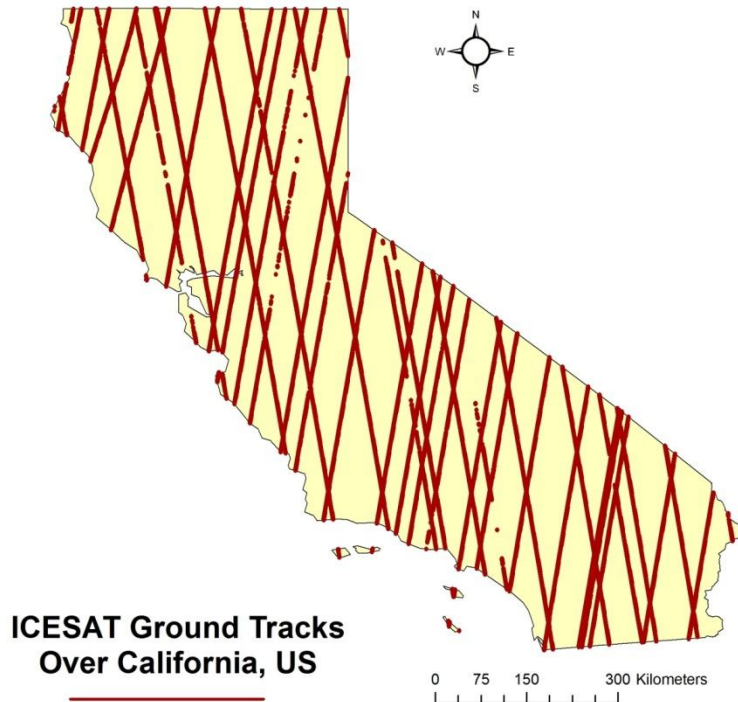 N
W E
S
ICESAT Ground Tracks
Over California, US
0 75 150 300 Kilometers